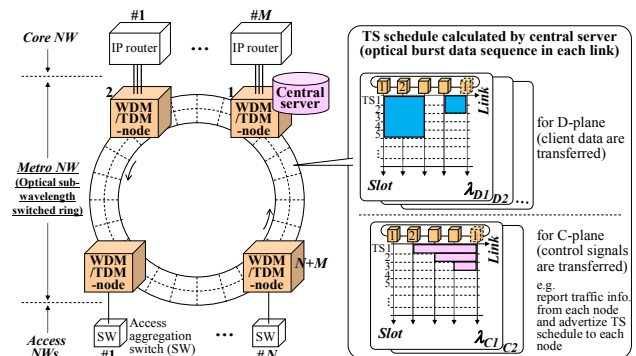 #1
#M
Core NW
IP router
...
IP router
2
1
Central
server
WDM
/TDM
-node
WDM
/TDM
-node
Metro NW
(Optical sub-
wavelength
switched ring)
WDM
/TDM
-node
WDM
/TDM
-node
N+M
Access
NWs
SW
#1
Access
aggregation
switch (SW)
...
SW
#N
TS schedule calculated by central server
(optical burst data sequence in each link)
1
2
1
Link
TS1
2
3
4
5
Slot
λD1
D2
...
for D-plane
(client data are
transferred)
1
2
1
Link
TS1
2
3
4
5
Slot
λC1
C2
for C-plane
(control signals
are transferred)
e.g.
report traffic info.
from each node
and advertize TS
schedule to each
node